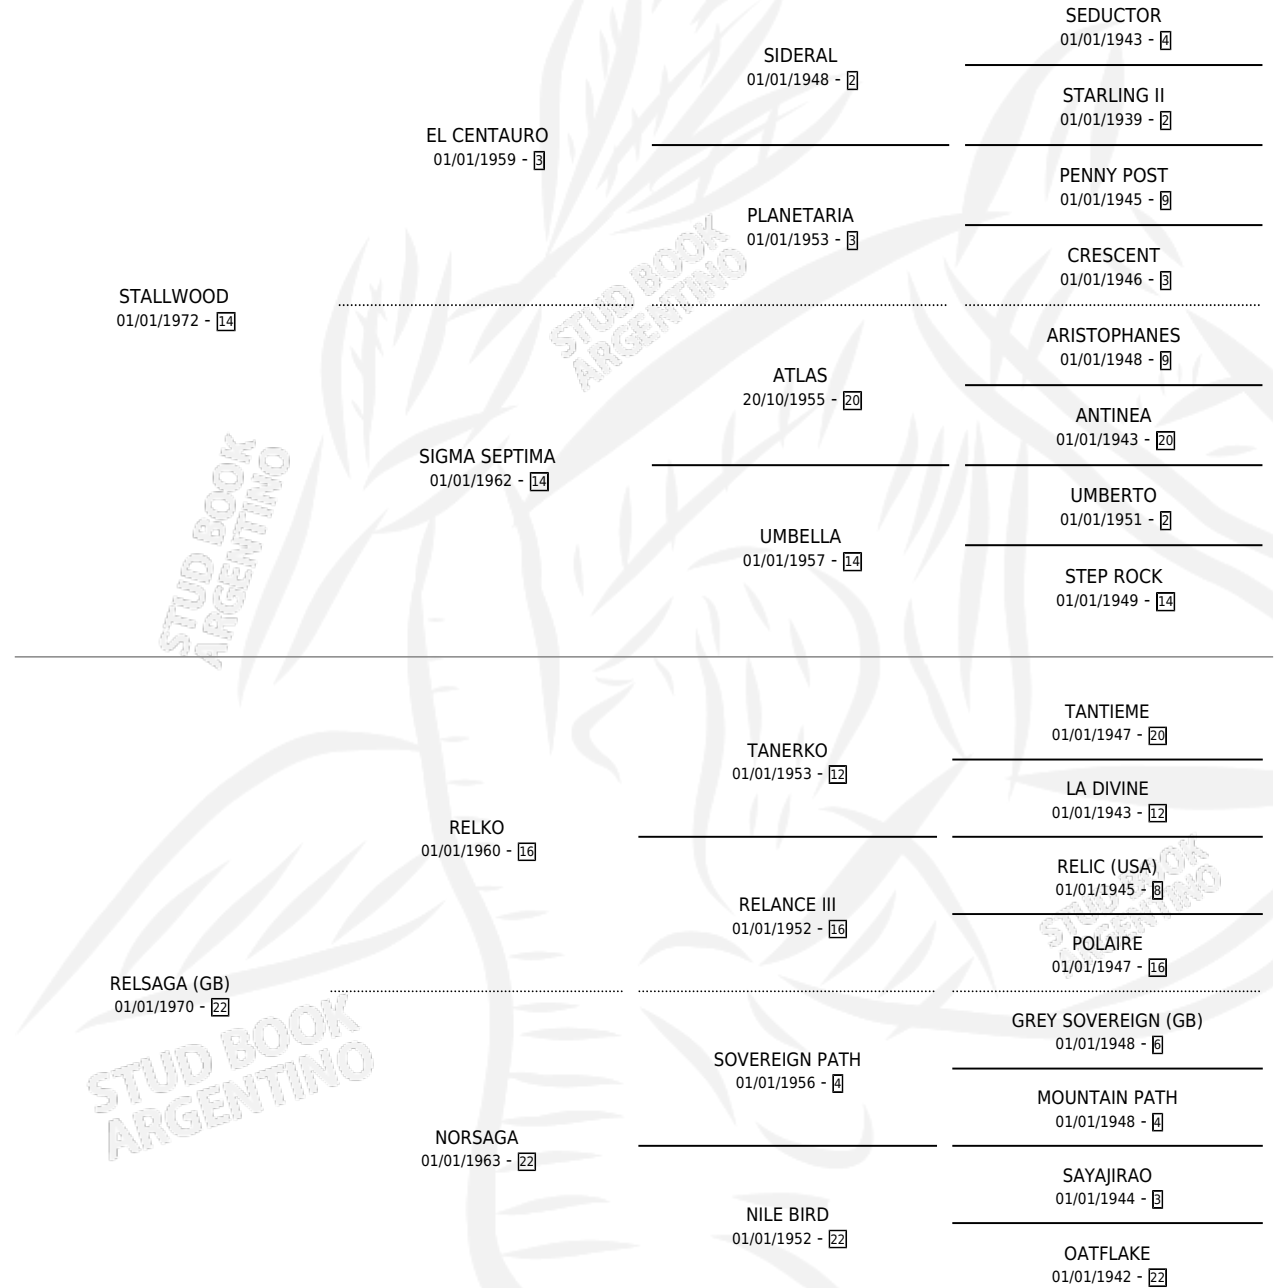 SEDUCTOR
01/01/1943 - 4
SIDERAL
01/01/1948 - 2
STARLING II
01/01/1939 - 2
EL CENTAURO
01/01/1959 - 3
PENNY POST
01/01/1945 - 9
PLANETARIA
01/01/1953 - 3
CRESCENT
01/01/1946 - 3
STALLWOOD
01/01/1972 - 14
STUD BOOK
ARGENTINO
ARISTOPHANES
01/01/1948 - 9
ATLAS
20/10/1955 - 20
ANTINEA
01/01/1943 - 20
SIGMA SEPTIMA
01/01/1962 - 14
UMBERTO
01/01/1951 - 2
UMBELLA
01/01/1957 - 14
STEP ROCK
01/01/1949 - 14
STUD BOOK
ARGENTINO
TANTIEME
01/01/1947 - 20
TANERKO
01/01/1953 - 12
LA DIVINE
01/01/1943 - 12
RELKO
01/01/1960 - 16
RELIC (USA)
01/01/1945 - 8
RELANCE III
01/01/1952 - 16
POLAIRE
01/01/1947 - 16
STUD BOOK
ARGENTINO
RELSAGA (GB)
01/01/1970 - 22
GREY SOVEREIGN (GB)
01/01/1948 - 6
SOVEREIGN PATH
01/01/1956 - 4
MOUNTAIN PATH
01/01/1948 - 4
STUD BOOK
ARGENTINO
NORSAGA
01/01/1963 - 22
SAYAJIRAO
01/01/1944 - 3
NILE BIRD
01/01/1952 - 22
OATFLAKE
01/01/1942 - 22